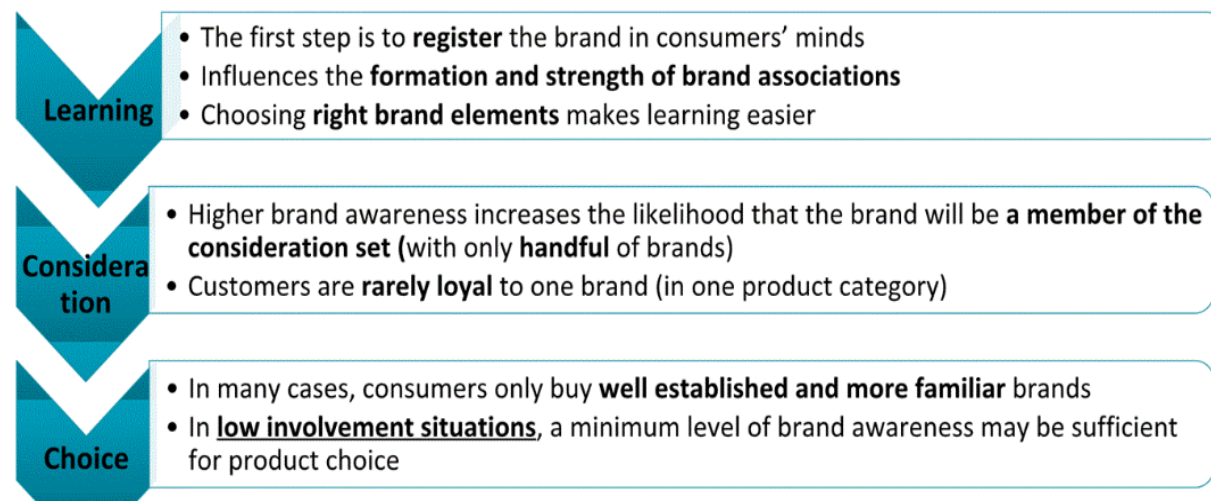 Learning
• The first step is to register the brand in consumers’ minds
• Influences the formation and strength of brand associations
• Choosing right brand elements makes learning easier
Considera
tion
• Higher brand awareness increases the likelihood that the brand will be a member of the
consideration set (with only handful of brands)
• Customers are rarely loyal to one brand (in one product category)
Choice
• In many cases, consumers only buy well established and more familiar brands
• In low involvement situations, a minimum level of brand awareness may be sufficient
for product choice